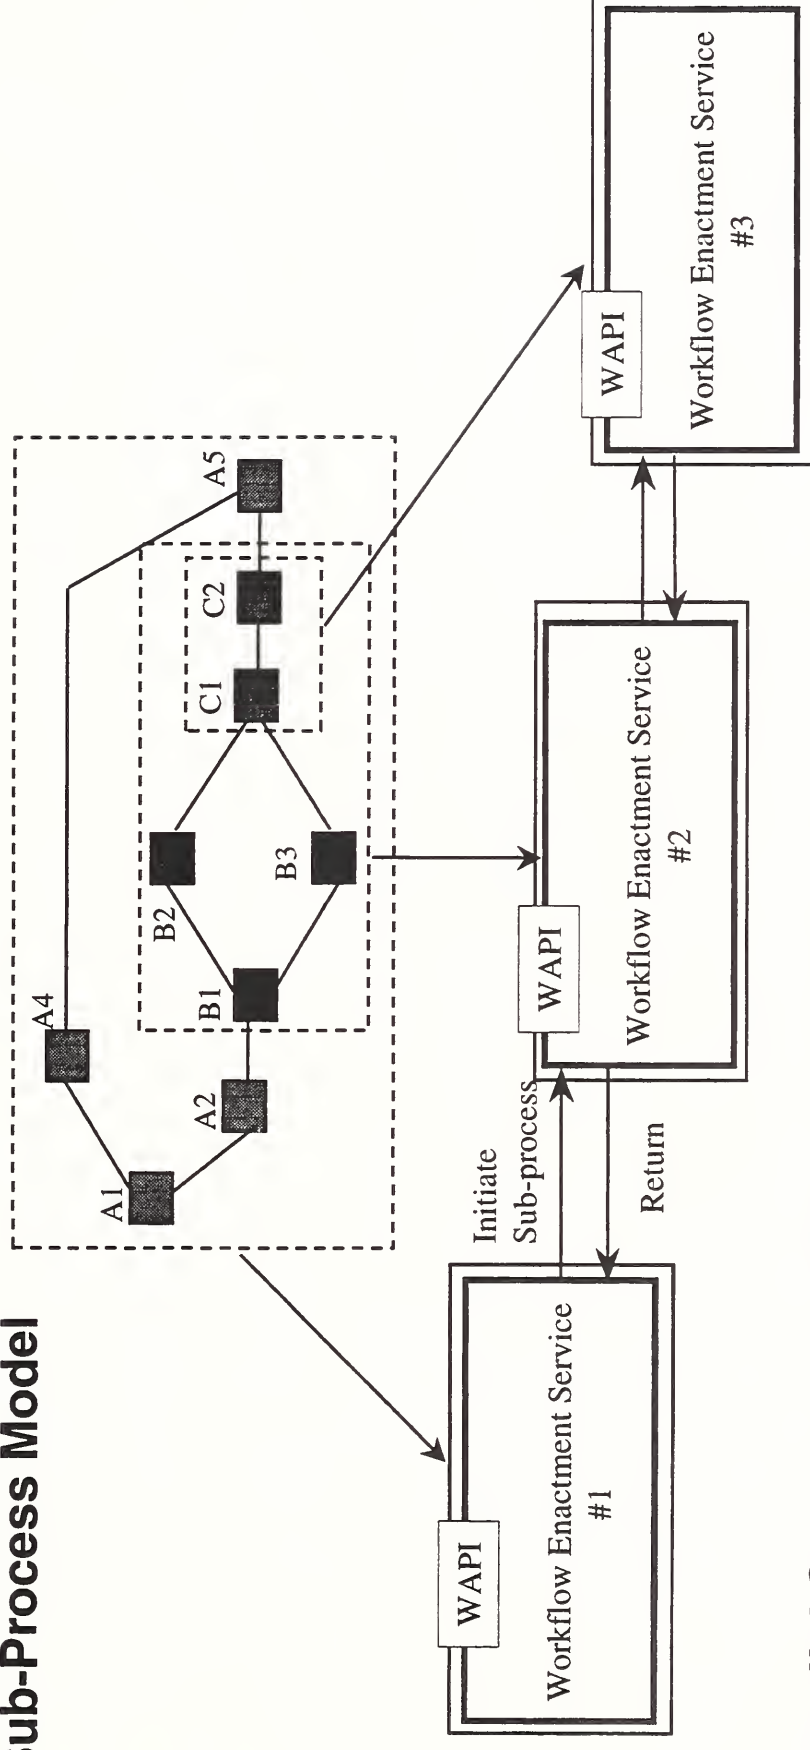 ub-Process Model
A1
A4
A2
B1
B2
B3
C1
C2
A5
WAPI
Workflow Enactment Service
#1
Initiate
Sub-process
Return
WAPI
Workflow Enactment Service
#2
WAPI
Workflow Enactment Service
#3